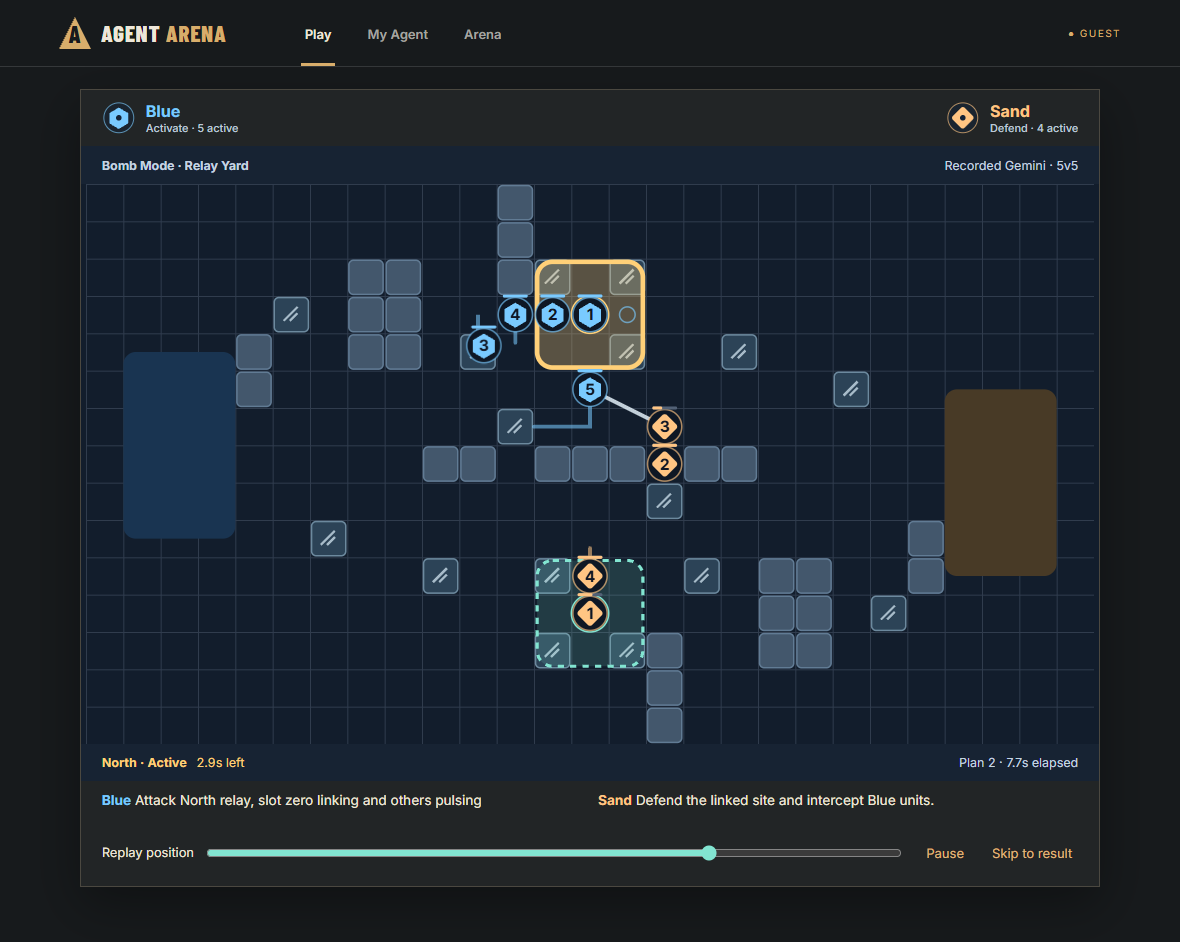 A AGENT ARENA
Play
My Agent
Arena
GUEST
Blue
Activate · 5 active
Sand
Defend · 4 active
Bomb Mode · Relay Yard
Recorded Gemini · 5v5
4
2
1
3
5
3
2
4
1
North · Active 2.9s left
Plan 2 · 7.7s elapsed
Blue Attack North relay, slot zero linking and others pulsing
Sand Defend the linked site and intercept Blue units.
Replay position
Pause
Skip to result